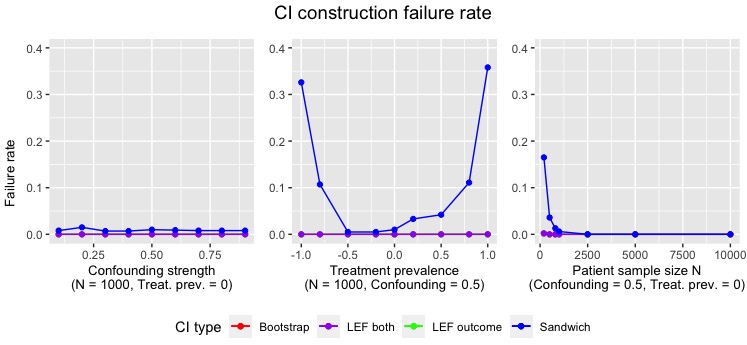 CI construction failure rate
Failure rate
0.4
0.3
0.2
0.1
0.0
0.25 0.50 0.75
Confounding strength
(N = 1000, Treat. prev. = 0)
0.4
0.3
0.2
0.1
0.0
-1.0 -0.5 0.0 0.5 1.0
Treatment prevalence
(N = 1000, Confounding = 0.5)
0.4
0.3
0.2
0.1
0.0
0 2500 5000 7500 10000
Patient sample size N
(Confounding = 0.5, Treat. prev. = 0)
CI type Bootstrap LEF both LEF outcome Sandwich